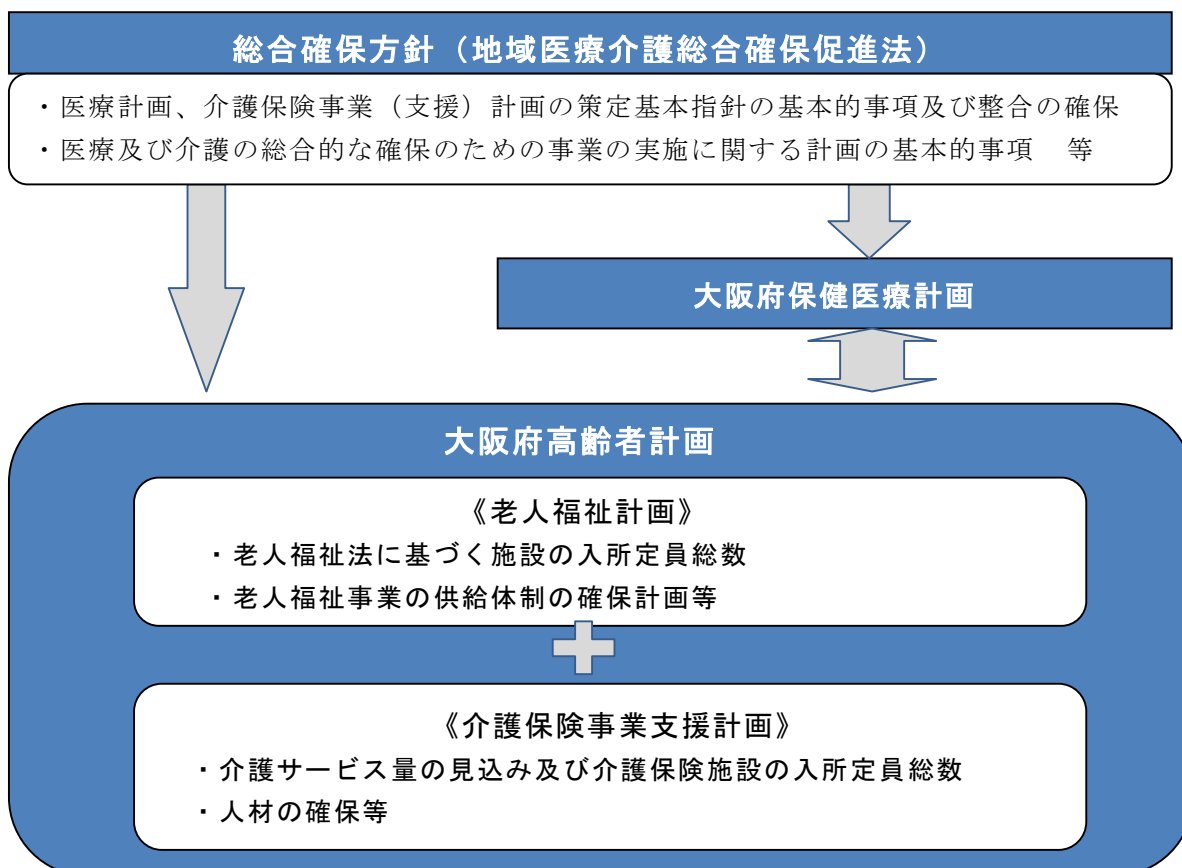 総合確保方針（地域医療介護総合確保促進法）
・医療計画、介護保険事業（支援）計画の策定基本指針の基本的事項及び整合の確保
・医療及び介護の総合的な確保のための事業の実施に関する計画の基本的事項　等
大阪府保健医療計画
大阪府高齢者計画
《老人福祉計画》
・老人福祉法に基づく施設の入所定員総数
・老人福祉事業の供給体制の確保計画等
《介護保険事業支援計画》
・介護サービス量の見込み及び介護保険施設の入所定員総数
・人材の確保等